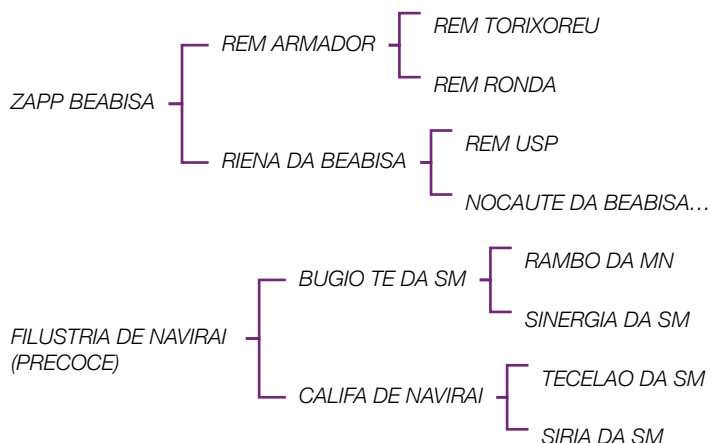 REM TORIXOREU
REM ARMADOR
REM RONDA
ZAPP BEABISA
REM USP
RIENA DA BEABISA
NOCAUTE DA BEABISA...
RAMBO DA MN
BUGIO TE DA SM
SINERGIA DA SM
FILUSTRIA DE NAVIRAI
(PRECOCE)
TECELAO DA SM
CALIFA DE NAVIRAI
SIRIA DA SM